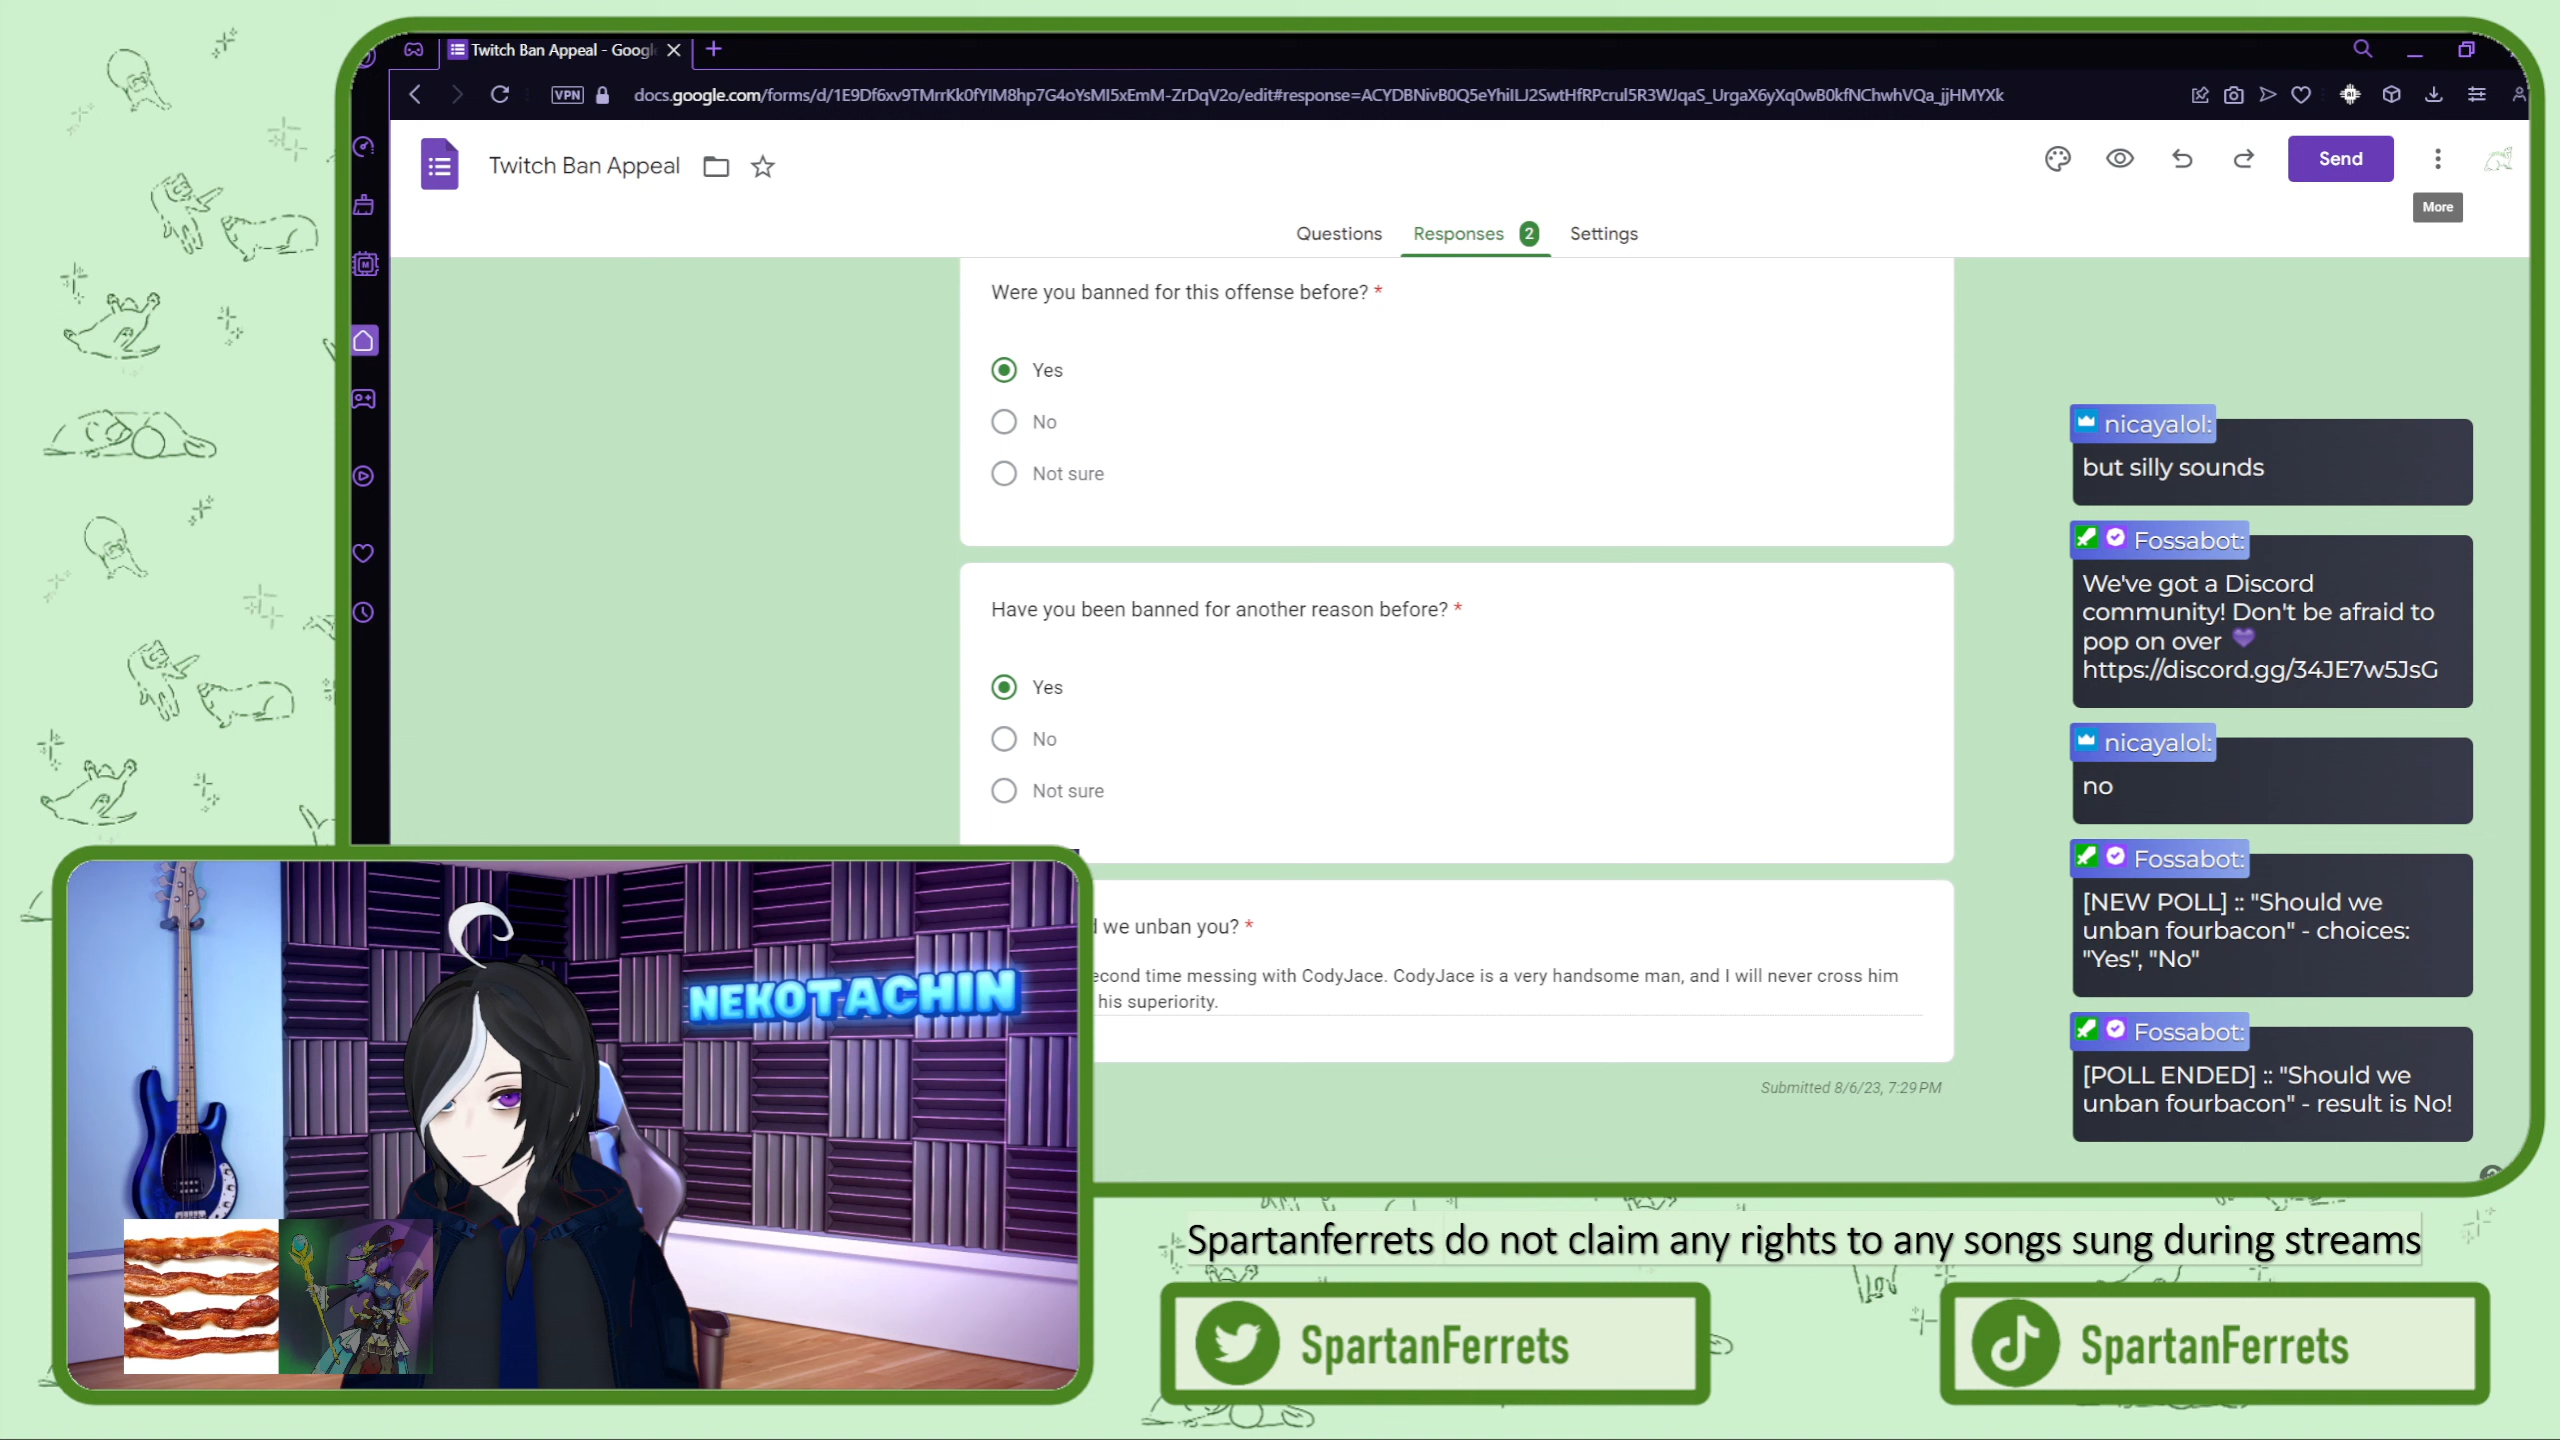 Twitch Ban Appeal - Googl
VPN
docs.google.com/forms/d/1E9Df6xv9TMrrKk0fYIM8hp7G4oYsMI5xEmM-ZrDqV2o/edit#response=ACYDBNivB0Q5eYhiILJ2SwtHfRPcrul5R3WJqaS_UrgaX6yXq0wB0kfNChwhVQa_jjHMYXk
Twitch Ban Appeal
Send
More
Questions
Responses 2
Settings
Were you banned for this offense before? *
Yes
No
Not sure
Have you been banned for another reason before? *
Yes
No
Not sure
we unban you? *
econd time messing with CodyJace. CodyJace is a very handsome man, and I will never cross him
his superiority.
Submitted 8/6/23, 7:29 PM
nicayalol:
but silly sounds
Fossabot:
We've got a Discord
community! Don't be afraid to
pop on over 💜
https://discord.gg/34JE7w5JsG
nicayalol:
no
Fossabot:
[NEW POLL] :: "Should we
unban fourbacon" - choices:
"Yes", "No"
Fossabot:
[POLL ENDED] :: "Should we
unban fourbacon" - result is No!
NEKOTACHIN
Spartanferrets do not claim any rights to any songs sung during streams
SpartanFerrets
SpartanFerrets